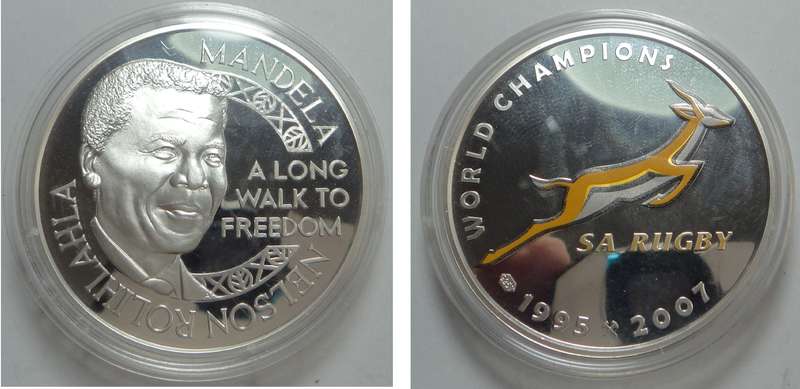 NELSON ROLIHLAHLA MANDELA
A LONG
WALK TO
FREEDOM
WORLD CHAMPIONS
SA RUGBY
1995 2007